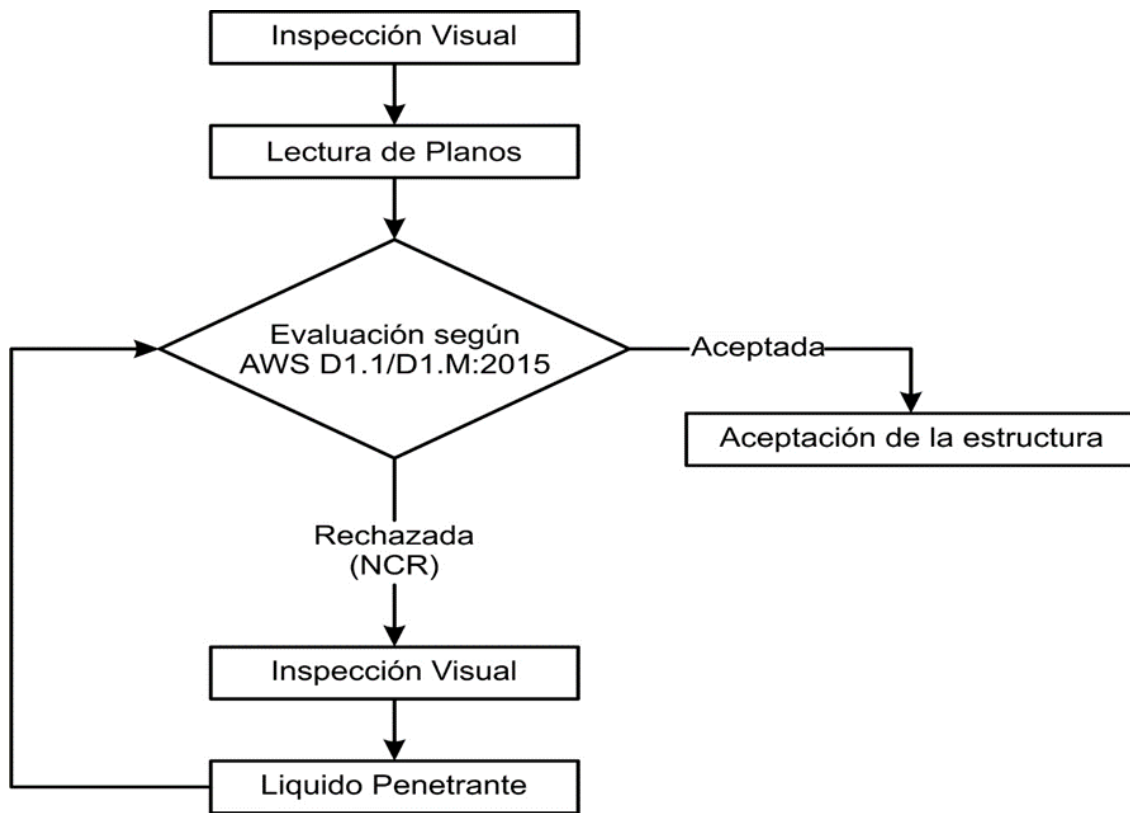 Inspección Visual
Lectura de Planos
Evaluación según
AWS D1.1/D1.M:2015
Aceptada
Aceptación de la estructura
Rechazada
(NCR)
Inspección Visual
Liquido Penetrante